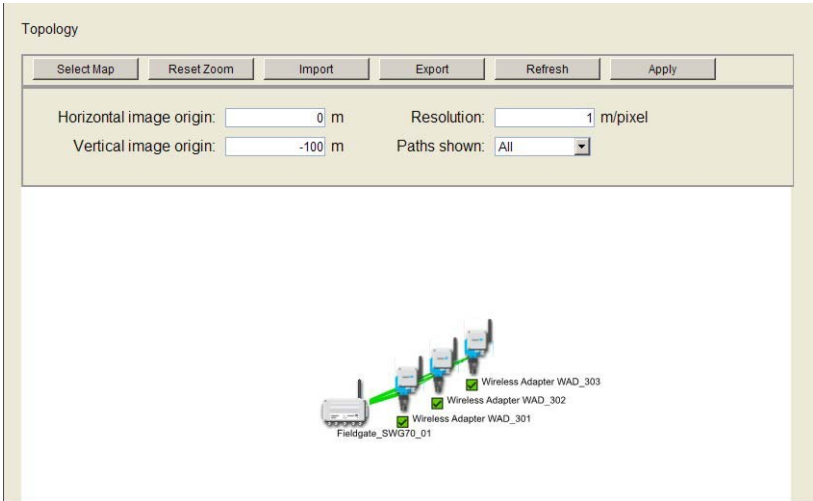 Topology
Select Map Reset Zoom Import Export Refresh Apply
Horizontal image origin: 0 m Resolution: 1 m/pixel
Vertical image origin: -100 m Paths shown: All
Wireless Adapter WAD_303
Wireless Adapter WAD_302
Wireless Adapter WAD_301
Fieldgate_SWG70_01